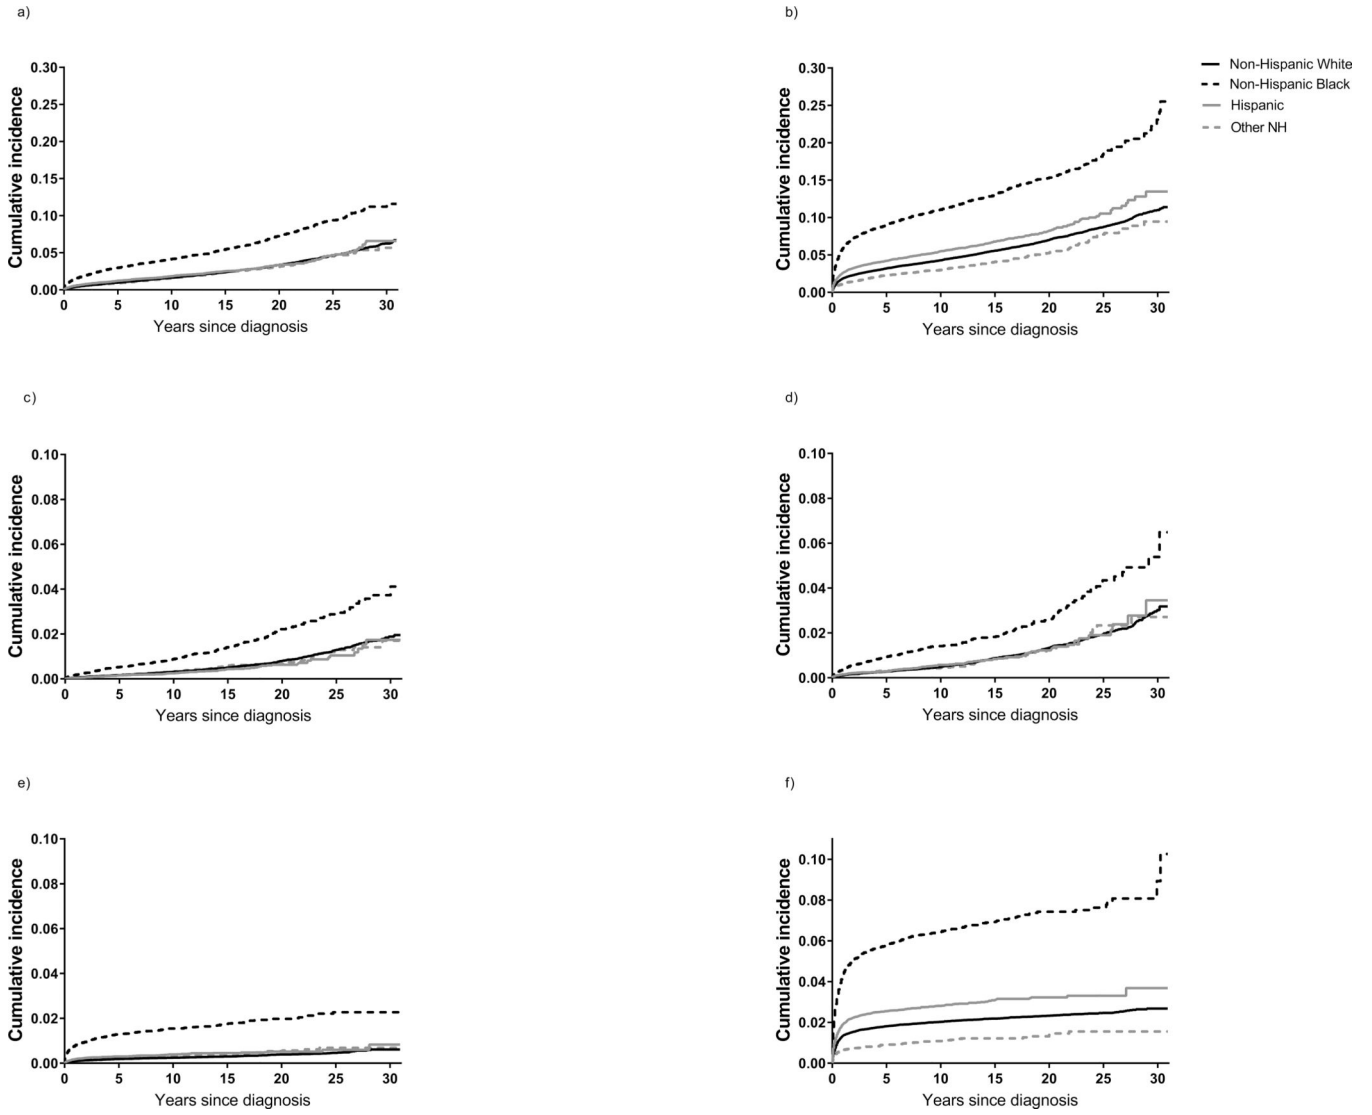 a)
Cumulative incidence
0.30
0.25
0.20
0.15
0.10
0.05
0.00
0 5 10 15 20 25 30
Years since diagnosis
b)
Cumulative incidence
0.30
0.25
0.20
0.15
0.10
0.05
0.00
0 5 10 15 20 25 30
Years since diagnosis
Non-Hispanic White
Non-Hispanic Black
Hispanic
Other NH
c)
Cumulative incidence
0.10
0.08
0.06
0.04
0.02
0.00
0 5 10 15 20 25 30
Years since diagnosis
d)
Cumulative incidence
0.10
0.08
0.06
0.04
0.02
0.00
0 5 10 15 20 25 30
Years since diagnosis
e)
Cumulative incidence
0.10
0.08
0.06
0.04
0.02
0.00
0 5 10 15 20 25 30
Years since diagnosis
f)
Cumulative incidence
0.10
0.08
0.06
0.04
0.02
0.00
0 5 10 15 20 25 30
Years since diagnosis